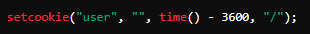 setcookie("user", "", time() - 3600, "/");